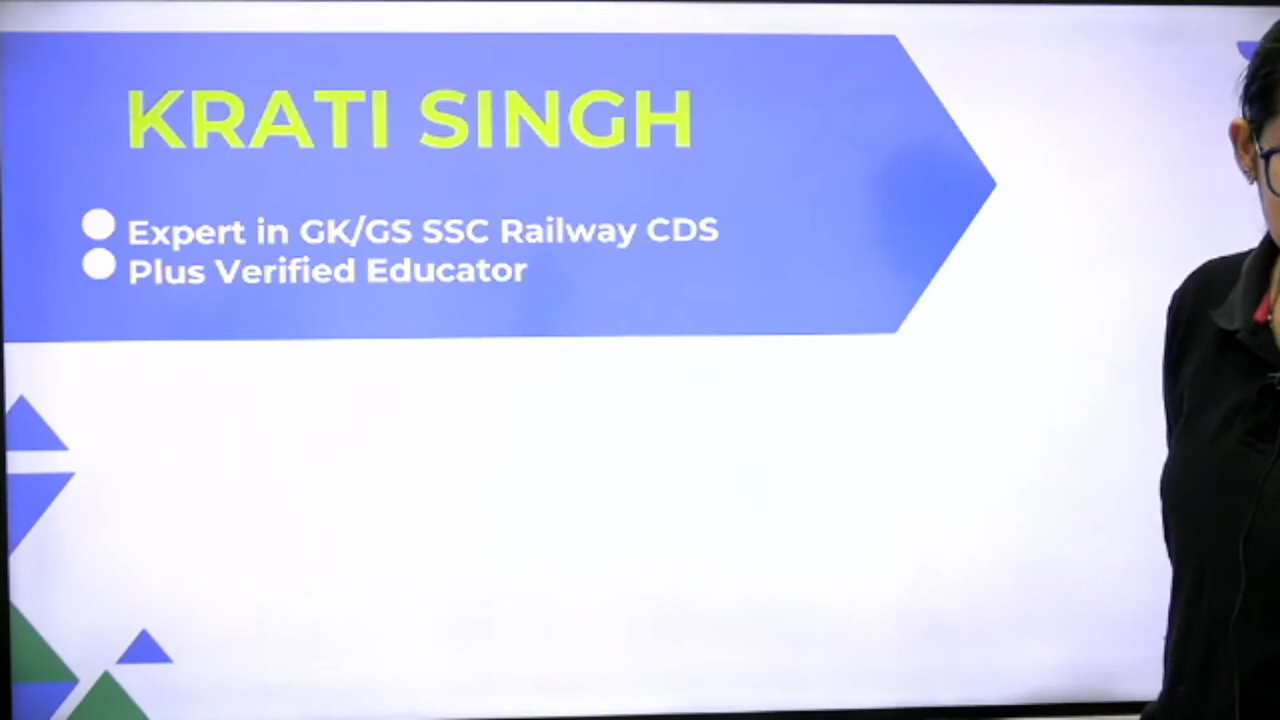 KRATI SINGH
Expert in GK/GS SSC Railway CDS
Plus Verified Educator